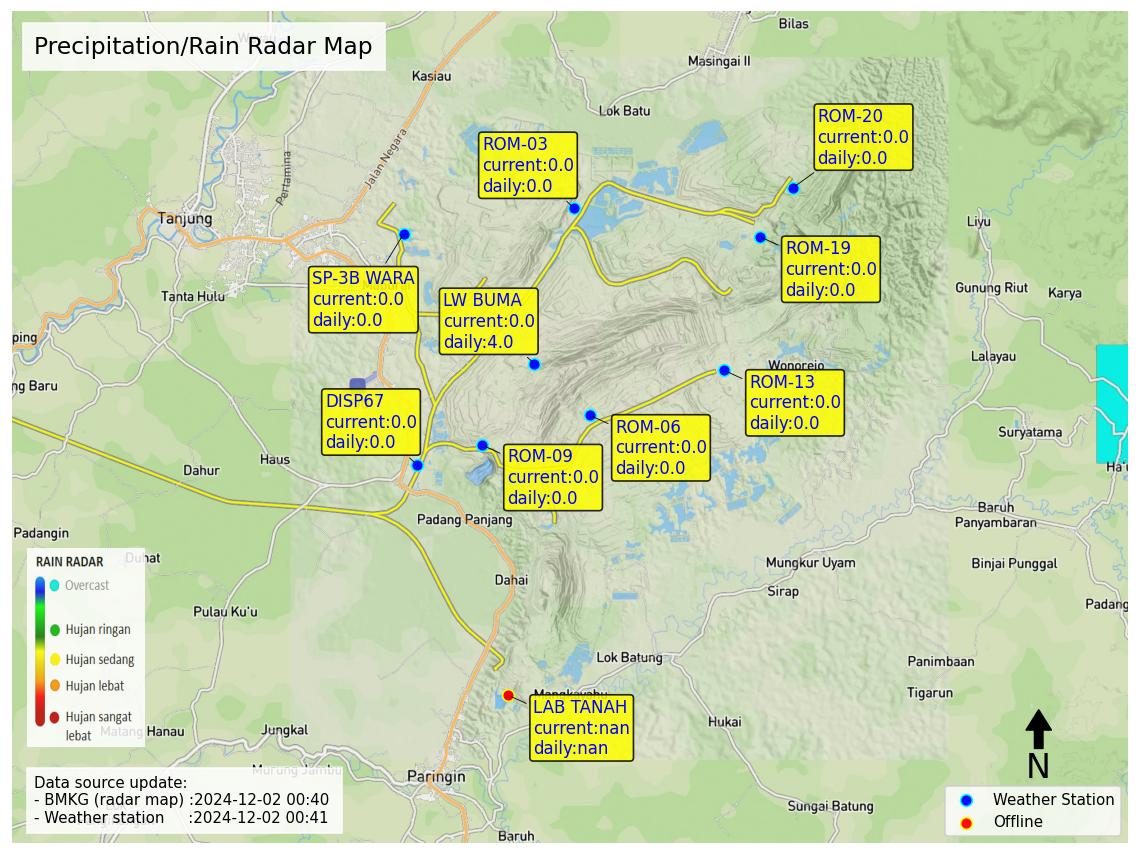 Precipitation/Rain Radar Map
Bilas
Masingai II
Kasiau
Lok Batu
Jalan Negara
Pertamina
Tanjung
Tanta Hulu
ROM-20
current:0.0
daily:0.0
ROM-03
current:0.0
daily:0.0
ROM-19
current:0.0
daily:0.0
SP-3B WARA
current:0.0
daily:0.0
LW BUMA
current:0.0
daily:4.0
Liyu
Gunung Riut
Karya
Lalayau
ping
ng Baru
Wonorejo
ROM-13
current:0.0
daily:0.0
DISP67
current:0.0
daily:0.0
ROM-06
current:0.0
daily:0.0
ROM-09
current:0.0
daily:0.0
Suryatama
Ha'u
Haus
Dahur
Baruh
Panyambaran
Padang Panjang
Padangin
Duhat
Binjai Punggal
Mungkur Uyam
Dahai
Sirap
Padang
Pulau Ku'u
RAIN RADAR
Overcast
Hujan ringan
Hujan sedang
Hujan lebat
Hujan sangat
lebat
Lok Batung
Panimbaan
Tigarun
Mangkayahu
LAB TANAH
current:nan
daily:nan
Hukai
Matang Hanau
Jungkal
Murung Jambu
Paringin
Sungai Batung
Baruh
Data source update:
- BMKG (radar map) :2024-12-02 00:40
- Weather station :2024-12-02 00:41
N
Weather Station
Offline